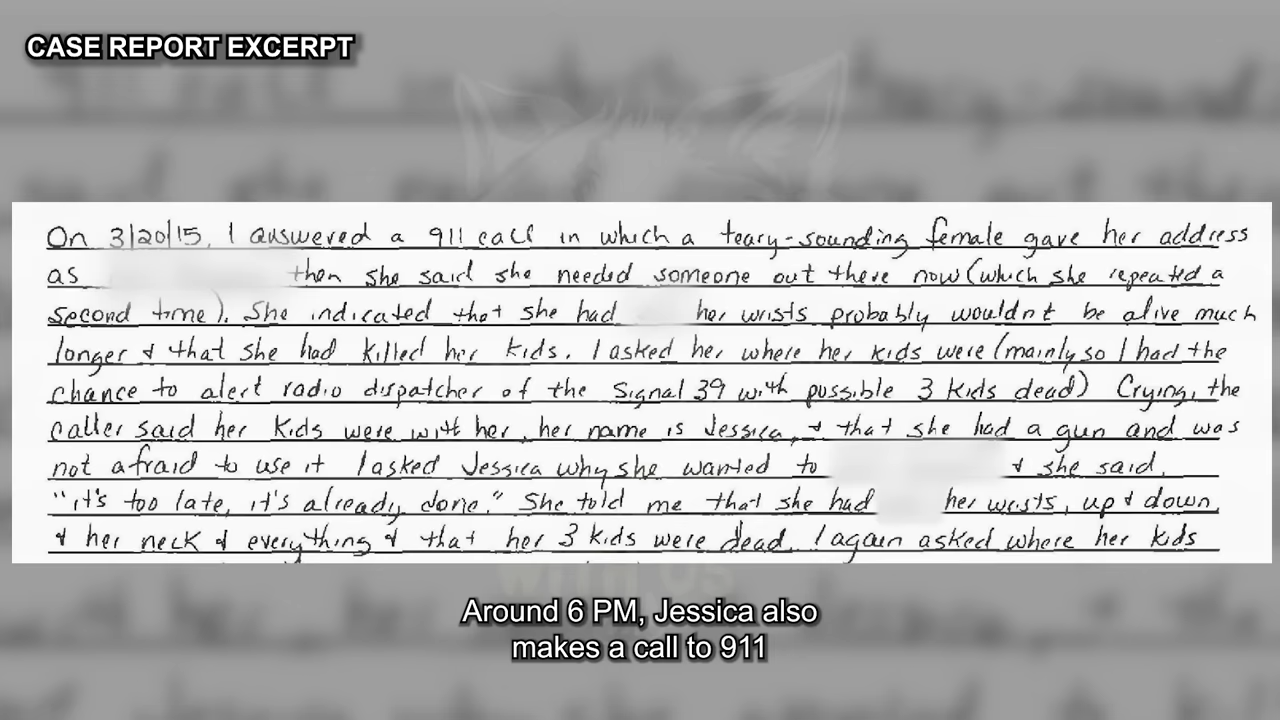 CASE REPORT EXCERPT
On 3/20/15, I answered a 911 call in which a teary-sounding female gave her address
as then she said she needed someone out there now (which she repeated a
second time). She indicated that she had her wrists probably wouldnt be alive much
longer & that she had killed her kids. I asked her where her kids were (mainly so I had the
chance to alert radio dispatcher of the Signal 39 with possible 3 kids dead) Crying, the
caller said her kids were with her, her name is Jessica, & that she had a gun and was
not afraid to use it I asked Jessica why she wanted to & she said,
"it's too late, it's already done." She told me that she had her wrists, up & down,
& her neck & everything & that her 3 kids were dead. I again asked where her kids
WITH US
Around 6 PM, Jessica also
makes a call to 911